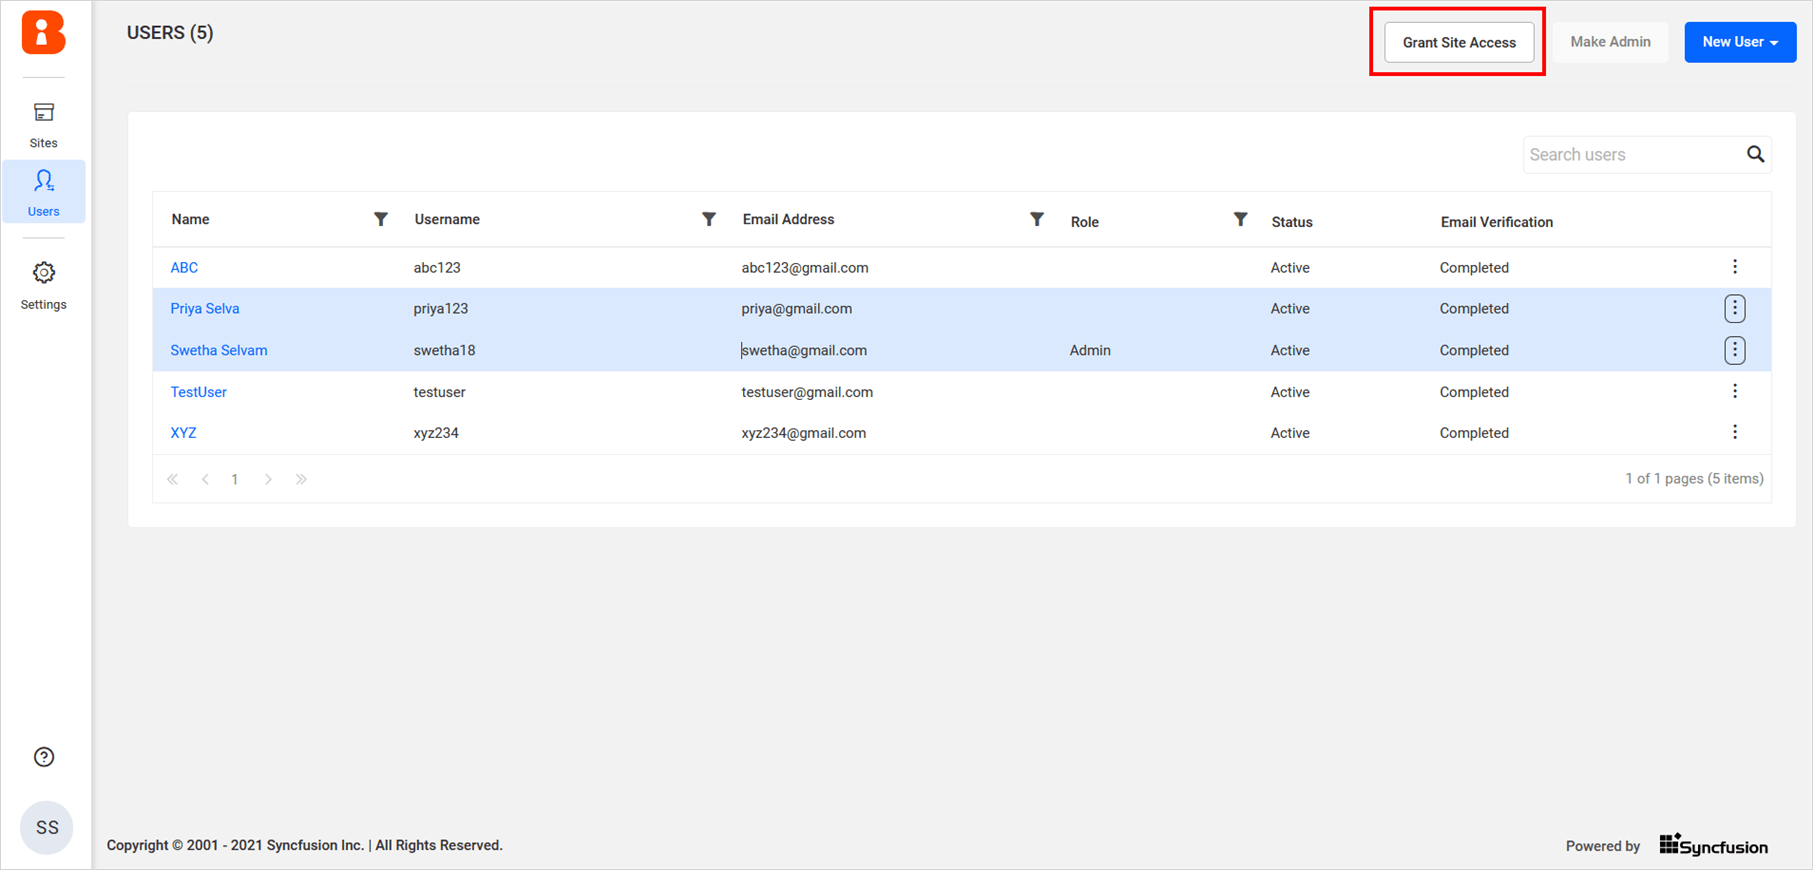 USERS (5)
Grant Site Access
Make Admin
New User
Sites
Users
Settings
Search users
Name Username Email Address Role Status Email Verification
ABC abc123 abc123@gmail.com Active Completed
Priya Selva priya123 priya@gmail.com Active Completed
Swetha Selvam swetha18 swetha@gmail.com Admin Active Completed
TestUser testuser testuser@gmail.com Active Completed
XYZ xyz234 xyz234@gmail.com Active Completed
1
1 of 1 pages (5 items)
SS
Copyright © 2001 - 2021 Syncfusion Inc. | All Rights Reserved.
Powered by Syncfusion